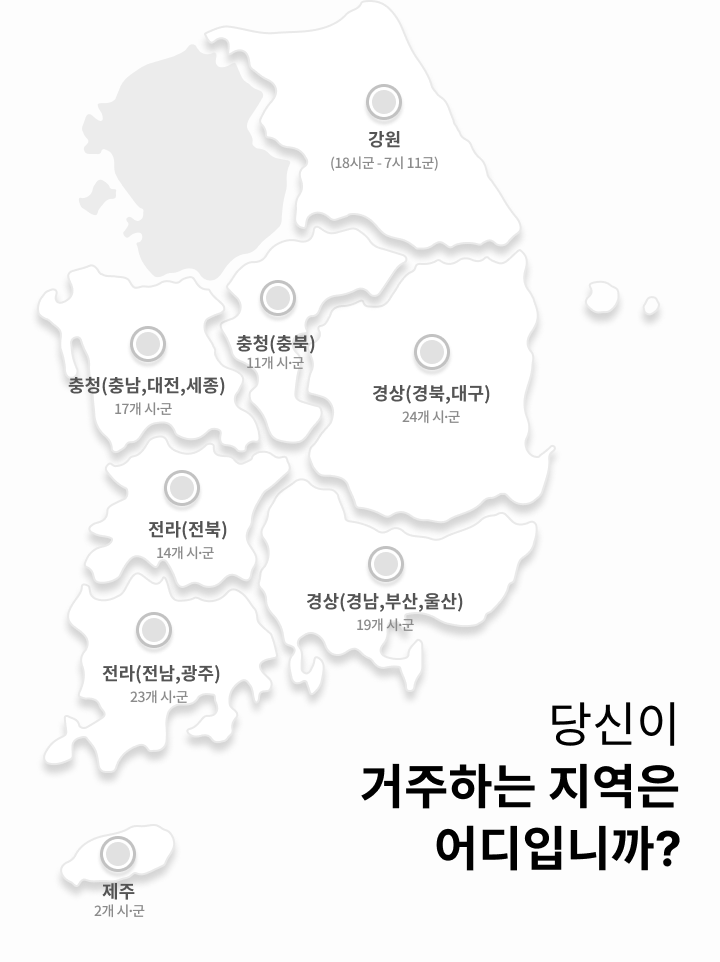 강원
(18시군 - 7시 11군)
충청(충북)
11개 시·군
충청(충남,대전,세종)
17개 시·군
경상(경북,대구)
24개 시·군
전라(전북)
14개 시·군
경상(경남,부산,울산)
19개 시·군
전라(전남,광주)
23개 시·군
당신이
거주하는 지역은
어디입니까?
제주
2개 시·군